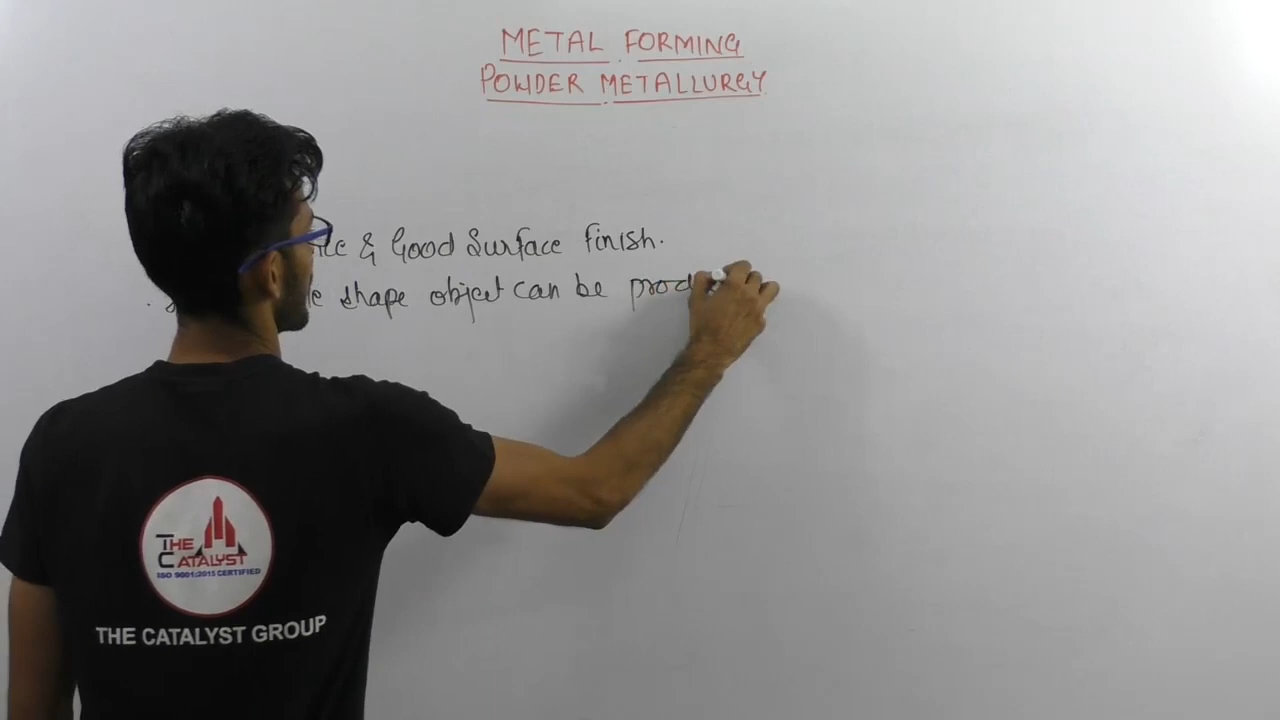 METAL FORMING
POWDER METALLURGY
& Good Surface finish.
shape object can be prod
THE
CATALYST
ISO 9001:2015 CERTIFIED
THE CATALYST GROUP